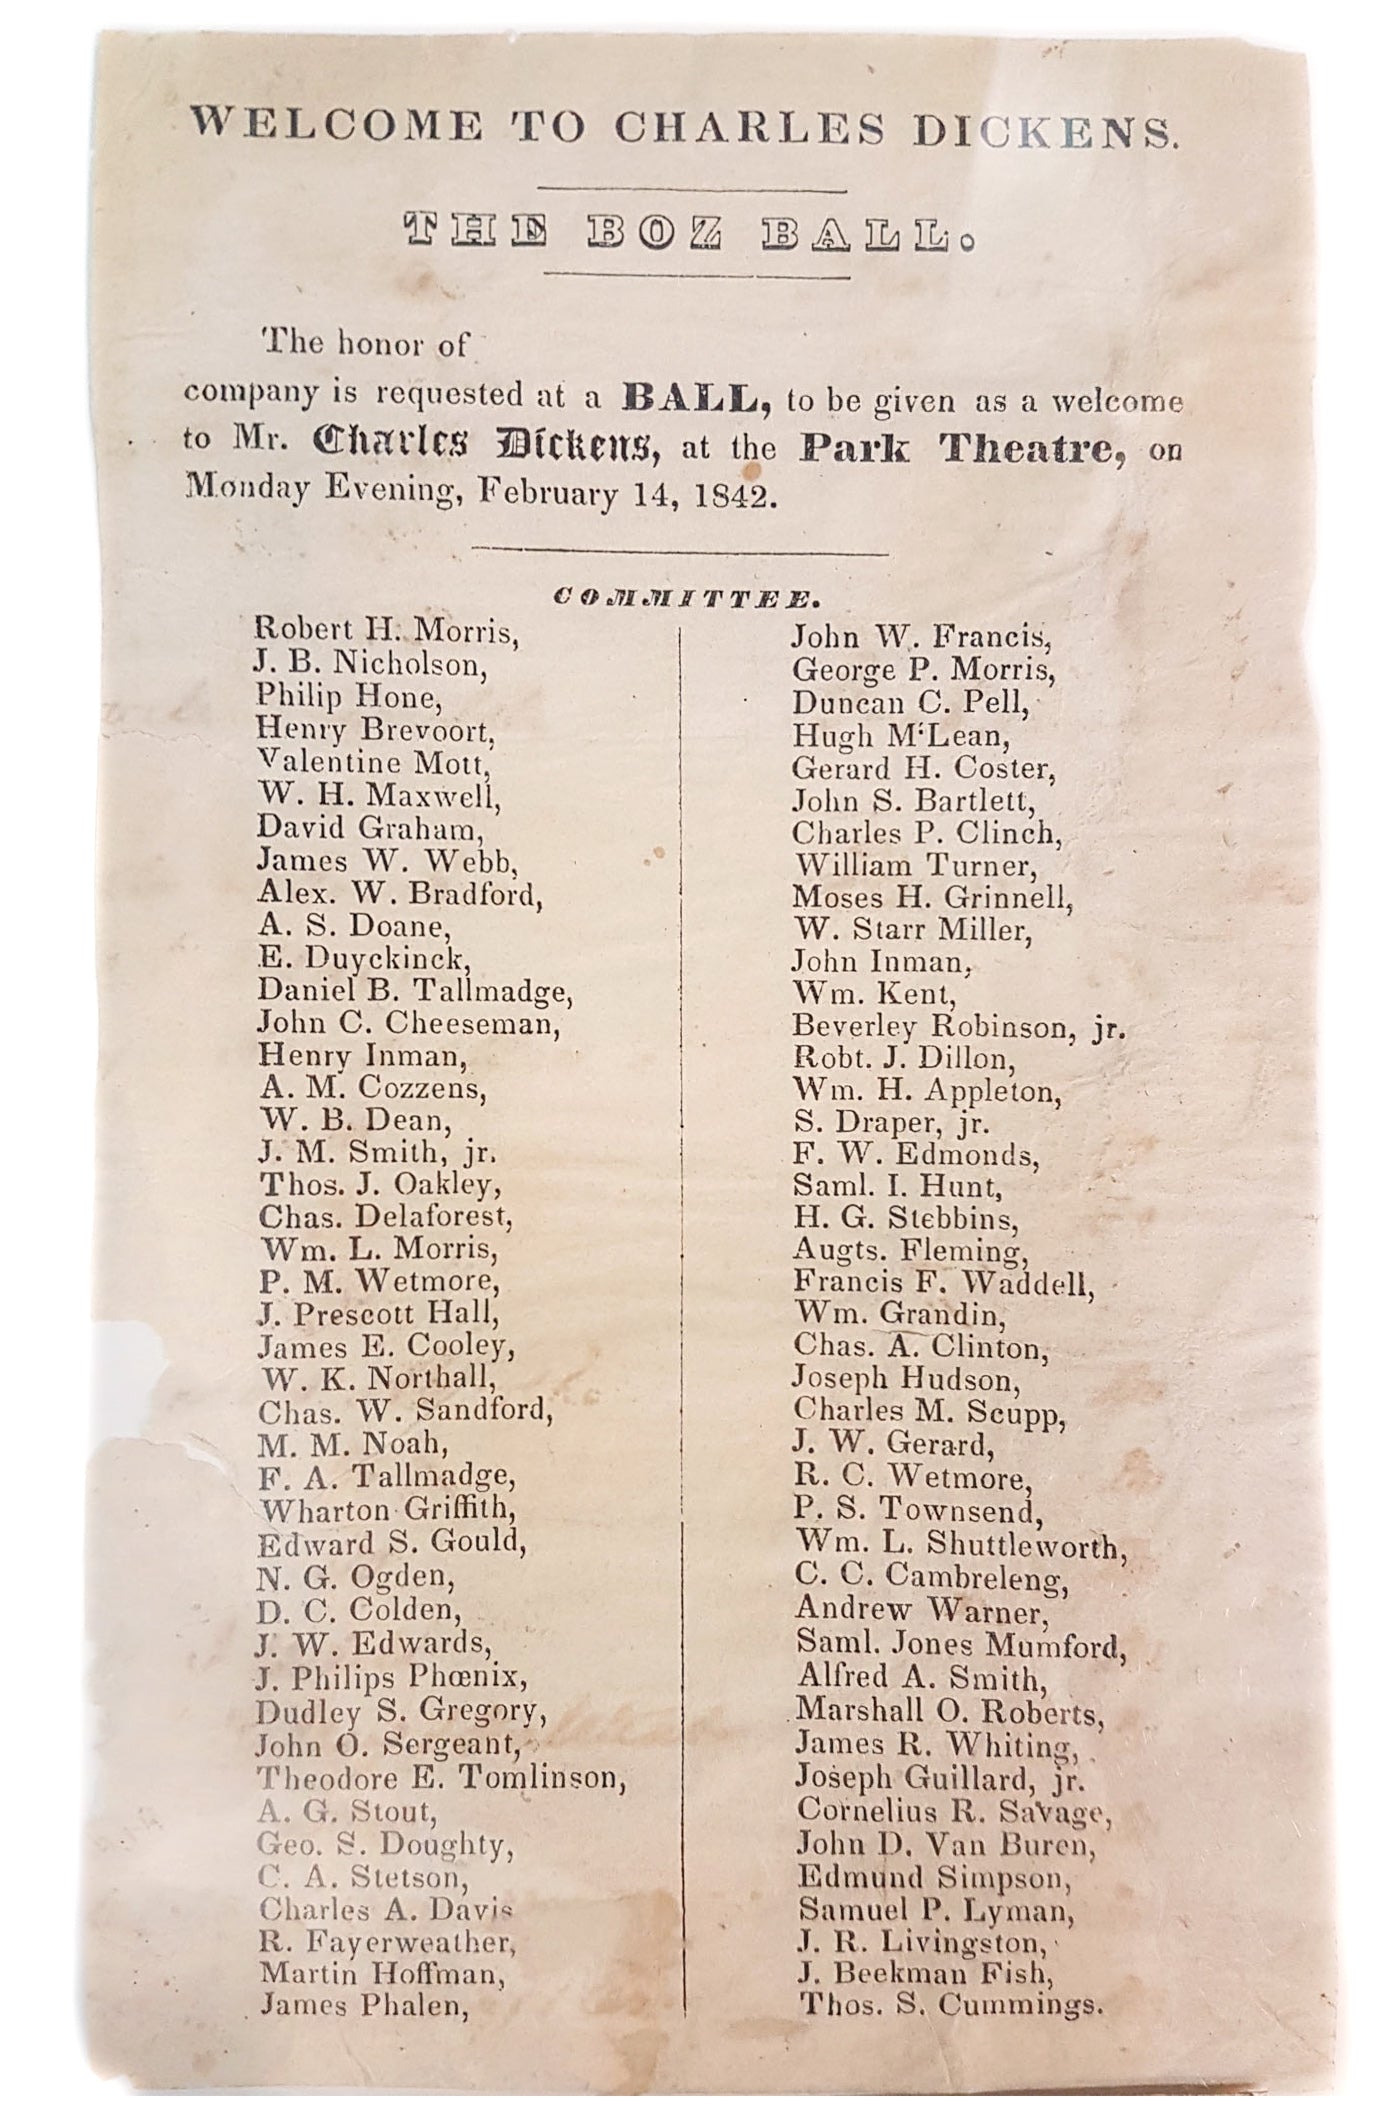 WELCOME TO CHARLES DICKENS.
THE BOZ BALL.
The honor of
company is requested at a BALL, to be given as a welcome
to Mr. Charles Dickens, at the Park Theatre, on
Monday Evening, February 14, 1842.
COMMITTEE.
Robert H. Morris,
J. B. Nicholson,
Philip Hone,
Henry Brevoort,
Valentine Mott,
W. H. Maxwell,
David Graham,
James W. Webb,
Alex. W. Bradford,
A. S. Doane,
E. Duyckinck,
Daniel B. Tallmadge,
John C. Cheeseman,
Henry Inman,
A. M. Cozzens,
W. B. Dean,
J. M. Smith, jr.
Thos. J. Oakley,
Chas. Delaforest,
Wm. L. Morris,
P. M. Wetmore,
J. Prescott Hall,
James E. Cooley,
W. K. Northall,
Chas. W. Sandford,
M. M. Noah,
F. A. Tallmadge,
Wharton Griffith,
Edward S. Gould,
N. G. Ogden,
D. C. Colden,
J. W. Edwards,
J. Philips Phœnix,
Dudley S. Gregory,
John O. Sergeant,
Theodore E. Tomlinson,
A. G. Stout,
Geo. S. Doughty,
C. A. Stetson,
Charles A. Davis
R. Fayerweather,
Martin Hoffman,
James Phalen,
John W. Francis,
George P. Morris,
Duncan C. Pell,
Hugh M‘Lean,
Gerard H. Coster,
John S. Bartlett,
Charles P. Clinch,
William Turner,
Moses H. Grinnell,
W. Starr Miller,
John Inman,
Wm. Kent,
Beverley Robinson, jr.
Robt. J. Dillon,
Wm. H. Appleton,
S. Draper, jr.
F. W. Edmonds,
Saml. I. Hunt,
H. G. Stebbins,
Augts. Fleming,
Francis F. Waddell,
Wm. Grandin,
Chas. A. Clinton,
Joseph Hudson,
Charles M. Scupp,
J. W. Gerard,
R. C. Wetmore,
P. S. Townsend,
Wm. L. Shuttleworth,
C. C. Cambreleng,
Andrew Warner,
Saml. Jones Mumford,
Alfred A. Smith,
Marshall O. Roberts,
James R. Whiting,
Joseph Guillard, jr.
Cornelius R. Savage,
John D. Van Buren,
Edmund Simpson,
Samuel P. Lyman,
J. R. Livingston,
J. Beekman Fish,
Thos. S. Cummings.